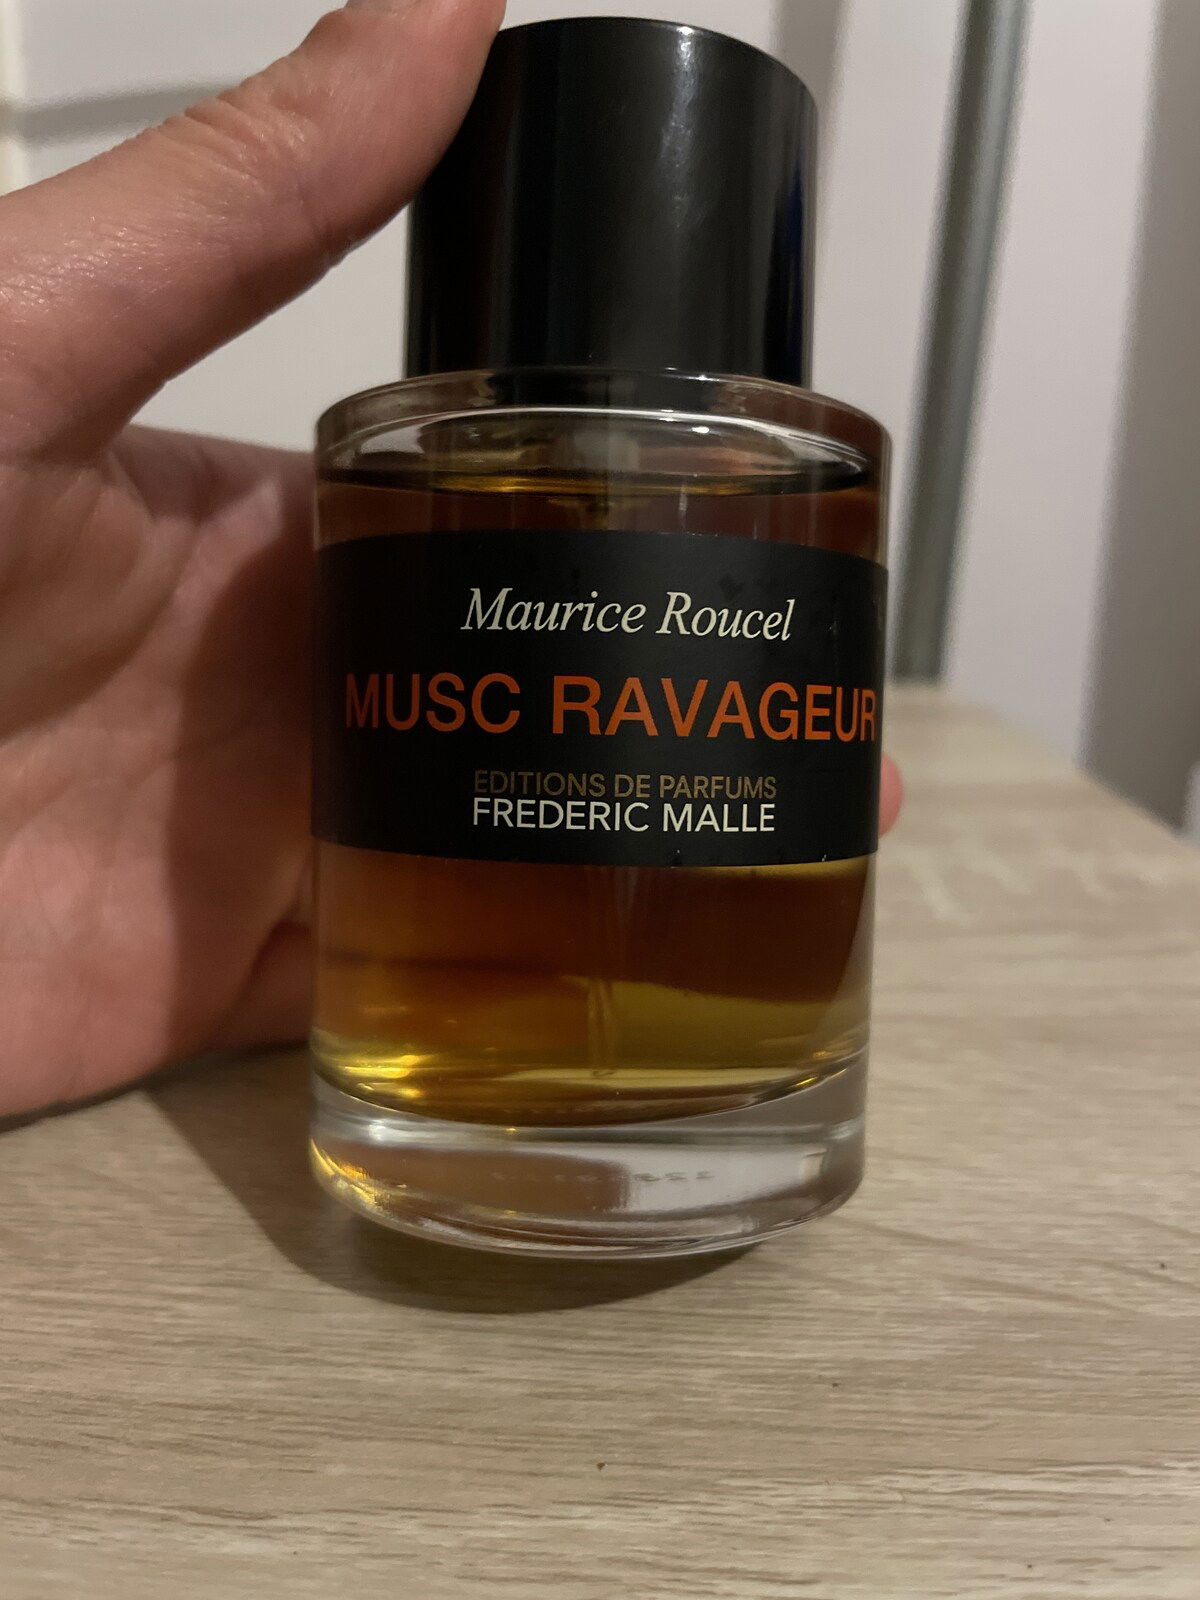 Maurice Roucel
MUSC RAVAGEUR
EDITIONS DE PARFUMS
FREDERIC MALLE